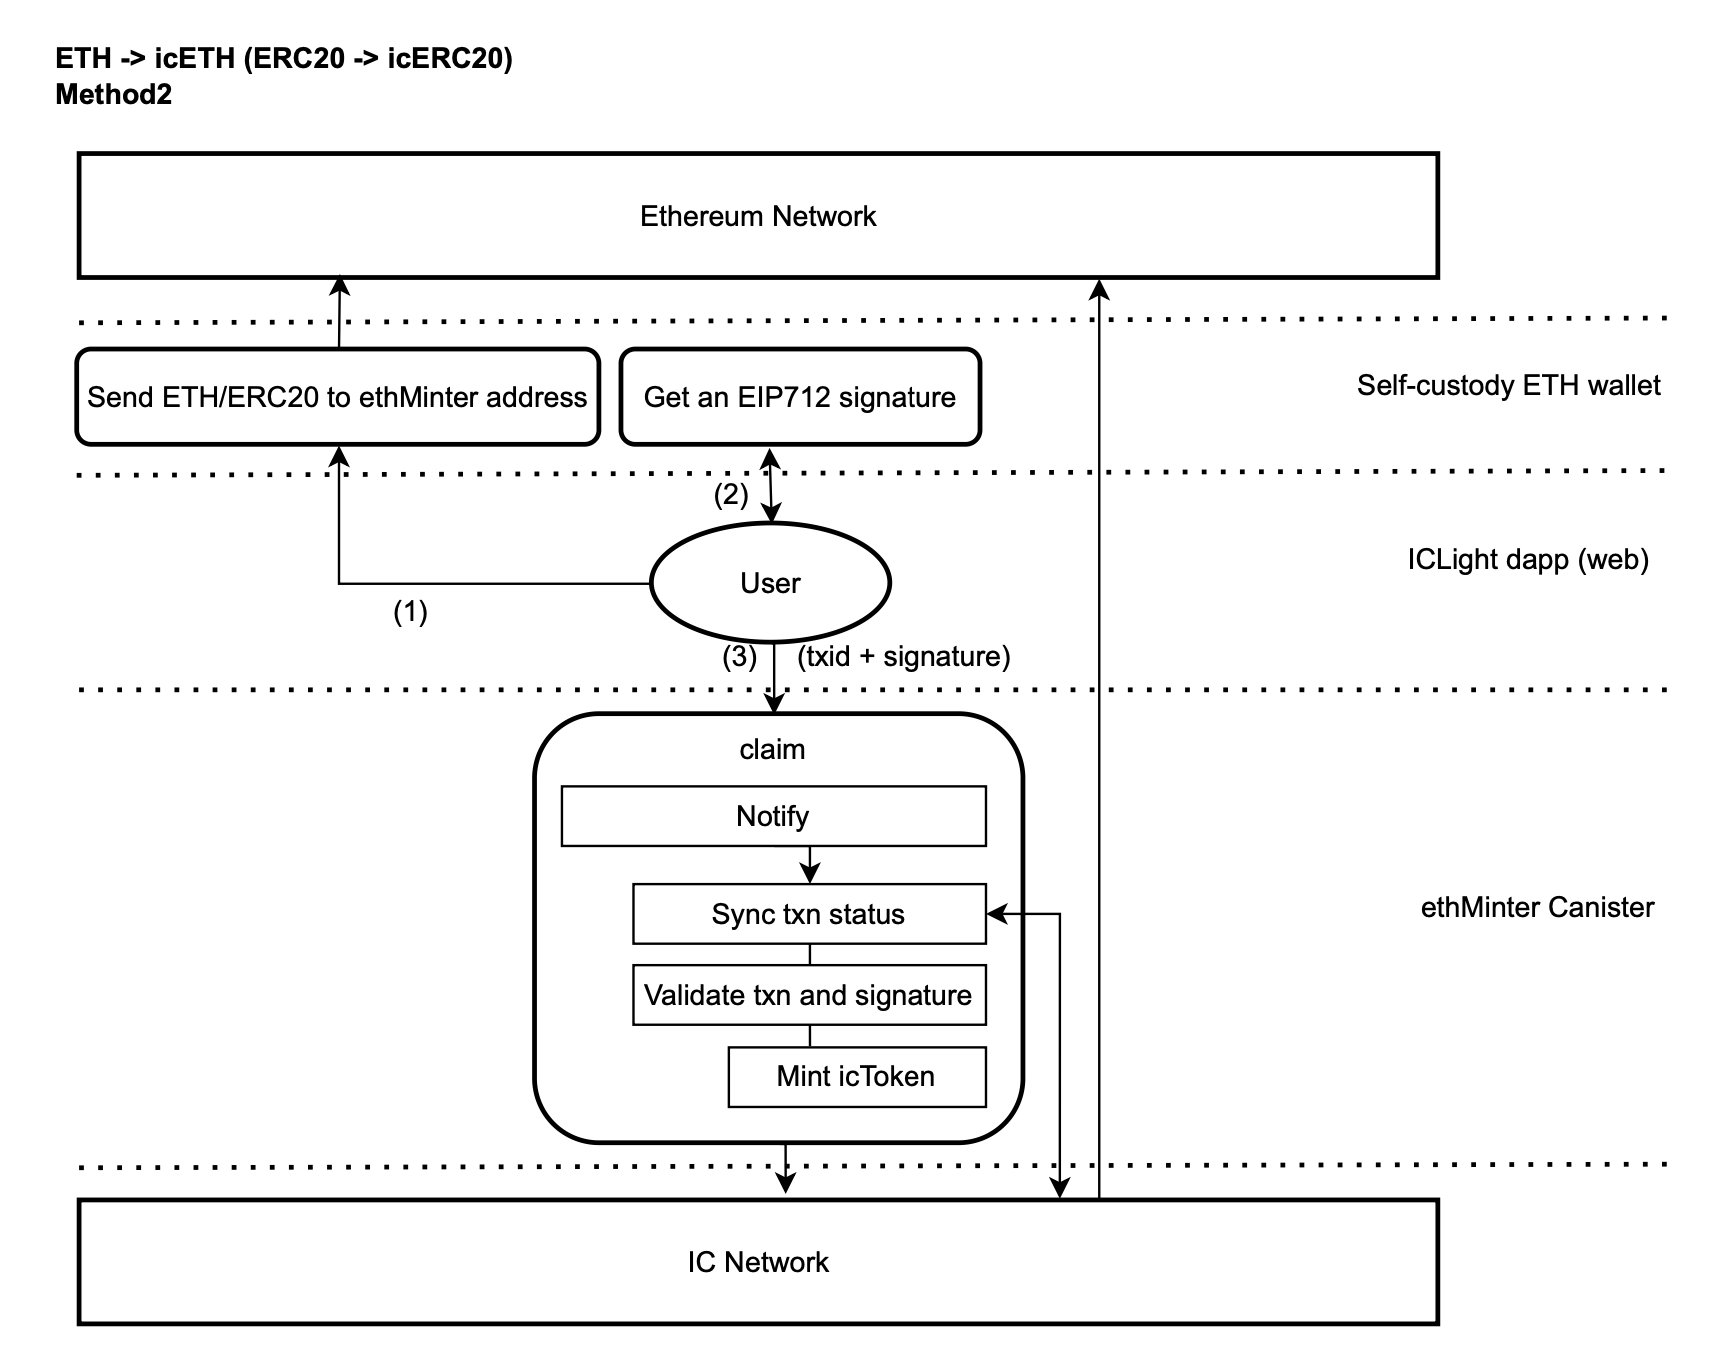 ETH -> icETH (ERC20 -> icERC20)
Method2
Ethereum Network
Send ETH/ERC20 to ethMinter address
Get an EIP712 signature
Self-custody ETH wallet
(2)
User
ICLight dapp (web)
(1)
(3)
(txid + signature)
claim
Notify
Sync txn status
ethMinter Canister
Validate txn and signature
Mint icToken
IC Network